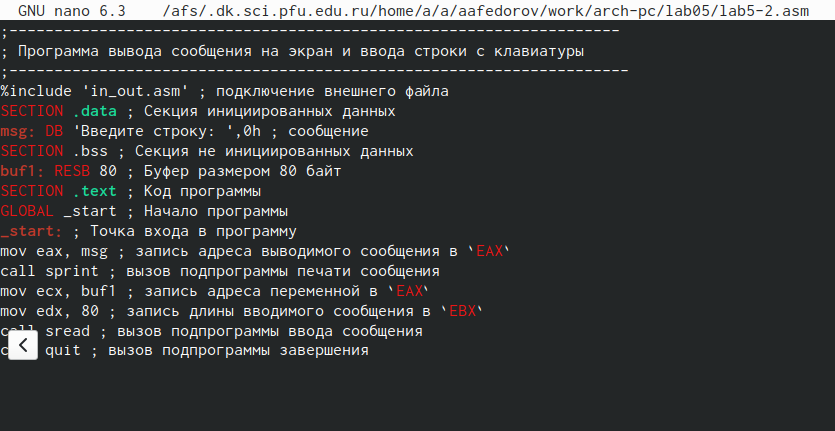 GNU nano 6.3 /afs/.dk.sci.pfu.edu.ru/home/a/a/aafedorov/work/arch-pc/lab05/lab5-2.asm
;--------------------------------------------------------------------
; Программа вывода сообщения на экран и ввода строки с клавиатуры
;---------------------------------------------------------------------
%include 'in_out.asm' ; подключение внешнего файла
SECTION .data ; Секция инициированных данных
msg: DB 'Введите строку: ',0h ; сообщение
SECTION .bss ; Секция не инициированных данных
buf1: RESB 80 ; Буфер размером 80 байт
SECTION .text ; Код программы
GLOBAL _start ; Начало программы
_start: ; Точка входа в программу
mov eax, msg ; запись адреса выводимого сообщения в `EAX`
call sprint ; вызов подпрограммы печати сообщения
mov ecx, buf1 ; запись адреса переменной в `EAX`
mov edx, 80 ; запись длины вводимого сообщения в `EBX`
call sread ; вызов подпрограммы ввода сообщения
quit ; вызов подпрограммы завершения